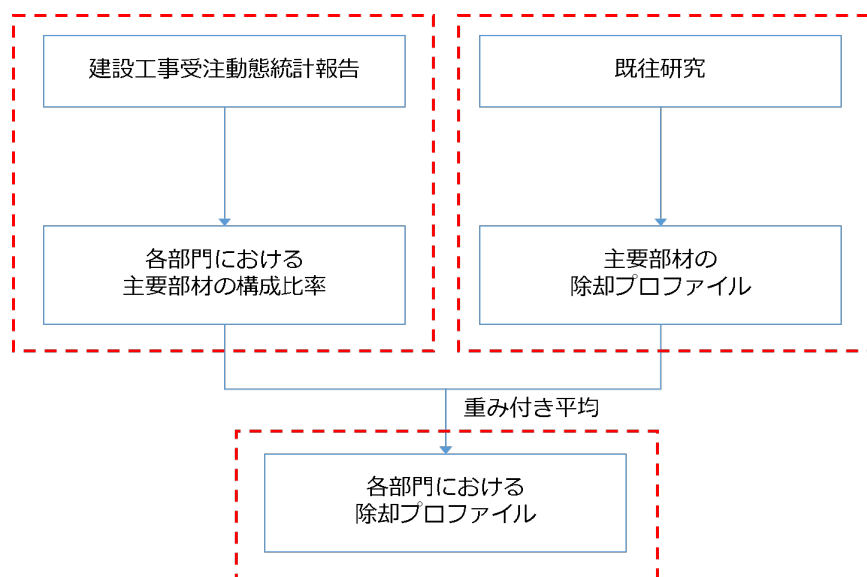 建設工事受注動態統計報告
既往研究
各部門における
主要部材の構成比率
主要部材の
除却プロファイル
重み付き平均
各部門における
除却プロファイル